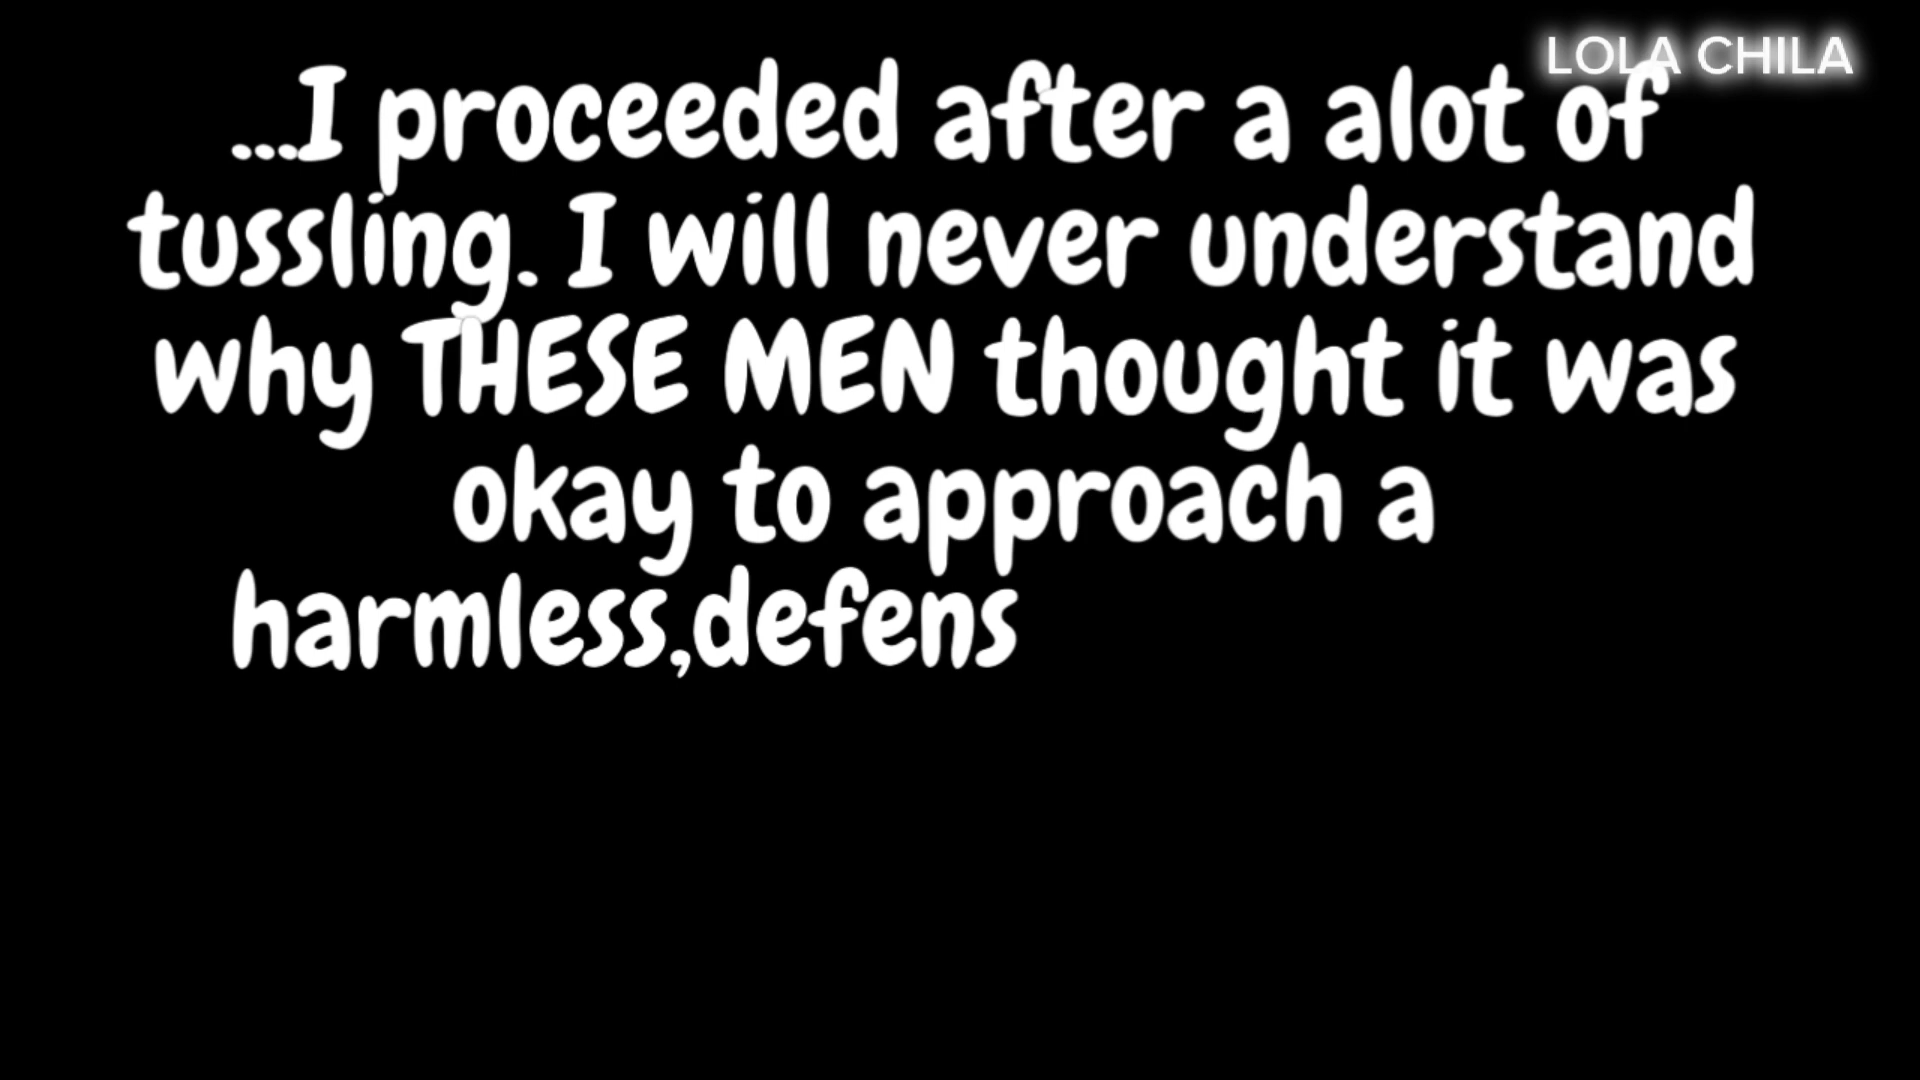 LOLA CHILA
...I proceeded after a alot of
tussling. I will never understand
why THESE MEN thought it was
okay to approach a
harmless,defens